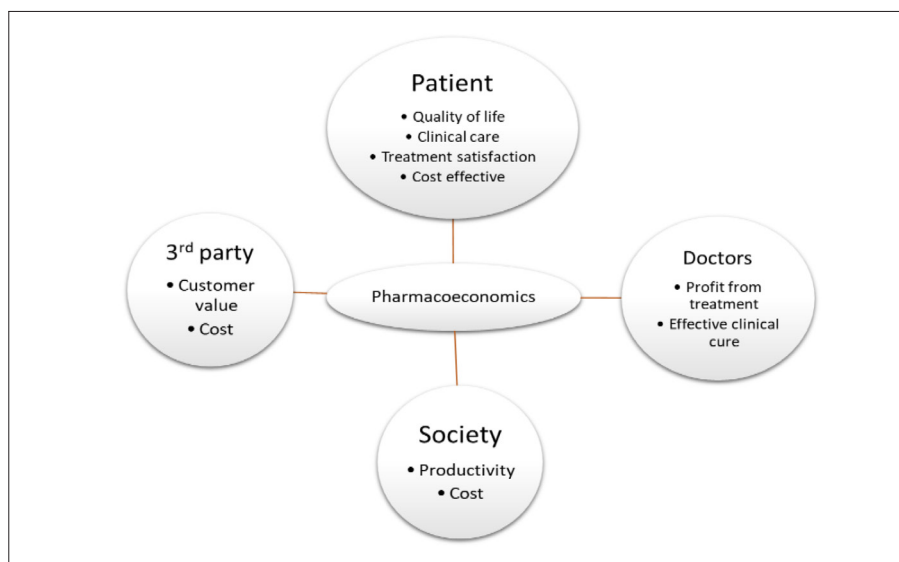 Patient
• Quality of life
• Clinical care
• Treatment satisfaction
• Cost effective
3rd party
• Customer
value
• Cost
Pharmacoeconomics
Doctors
• Profit from
treatment
• Effective clinical
cure
Society
• Productivity
• Cost